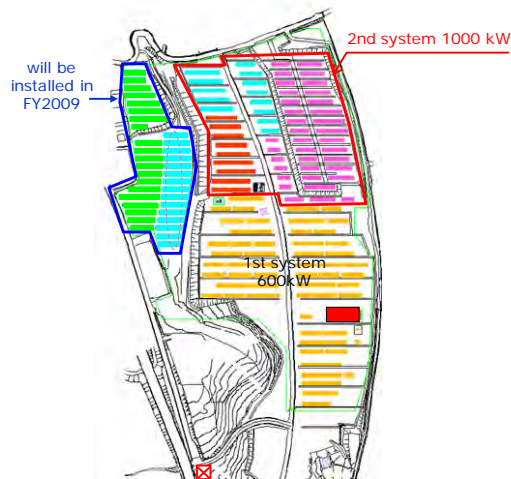 2nd system 1000 kW
will be
installed in
FY2009
1st system
600kW